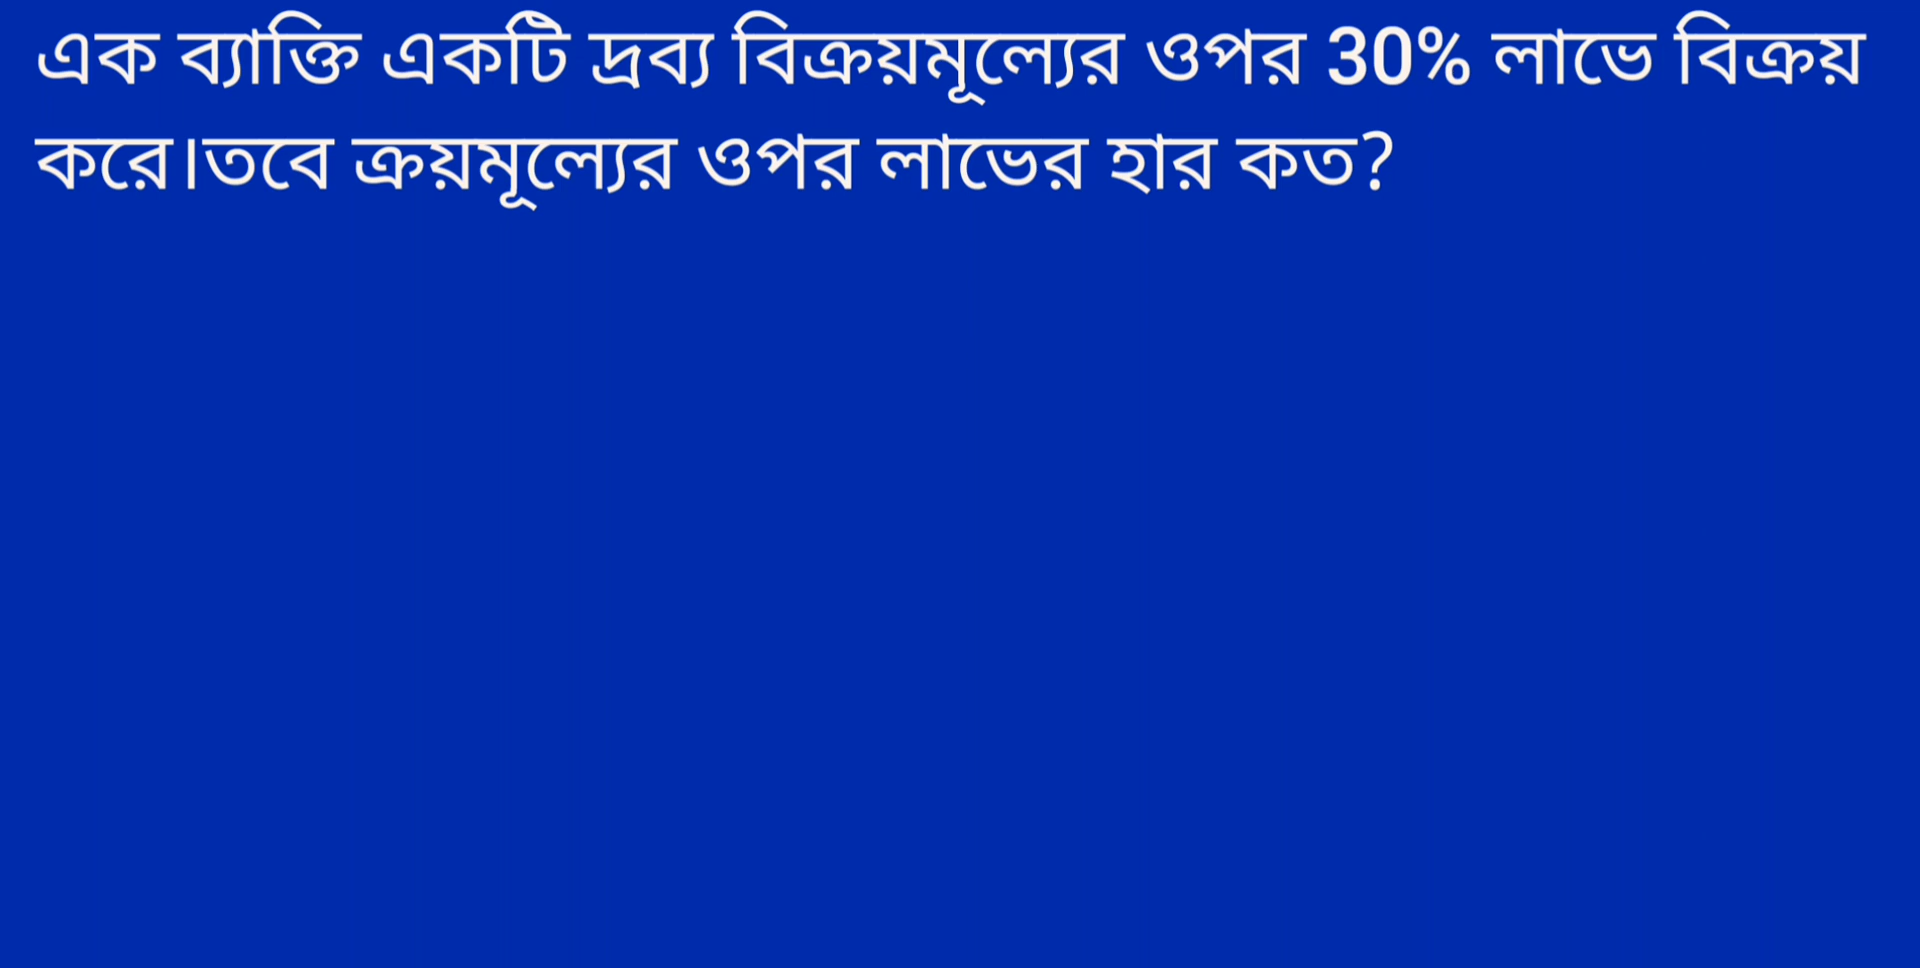 এক ব্যাক্তি একটি দ্রব্য বিক্রয়মূল্যের ওপর 30% লাভে বিক্রয়
করে।তবে ক্রয়মূল্যের ওপর লাভের হার কত?